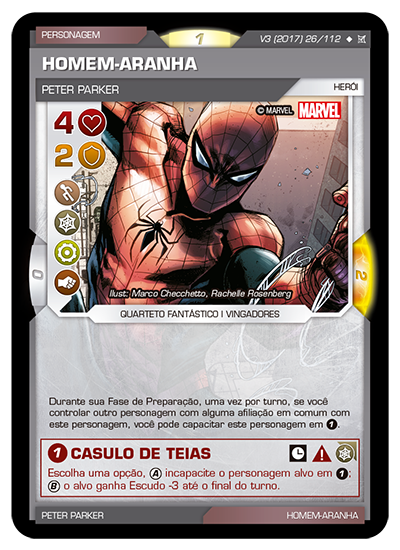 PERSONAGEM
1
V3 (2017) 26/112
HOMEM-ARANHA
PETER PARKER
HERÓI
© MARVEL MARVEL
4
2
0
2
Ilust: Marco Checchetto, Rachelle Rosenberg
QUARTETO FANTÁSTICO | VINGADORES
Durante sua Fase de Preparação, uma vez por turno, se você
controlar outro personagem com alguma afiliação em comum com
este personagem, você pode capacitar este personagem em 1.
1 CASULO DE TEIAS
Escolha uma opção, A incapacite o personagem alvo em 1;
B o alvo ganha Escudo -3 até o final do turno.
PETER PARKER
HOMEM-ARANHA